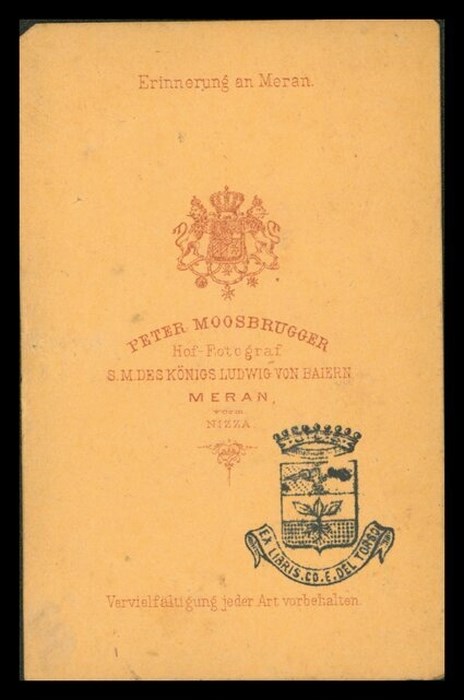 Erinnerung an Meran.
PETER MOOSBRUGGER
Hof-Fotograf
S.M. DES KÖNIGS LUDWIG VON BAIERN
MERAN,
vorm
NIZZA.
EX LIBRIS. CO. E. DEL TORSO
Vervielfältigung jeder Art vorbehalten.